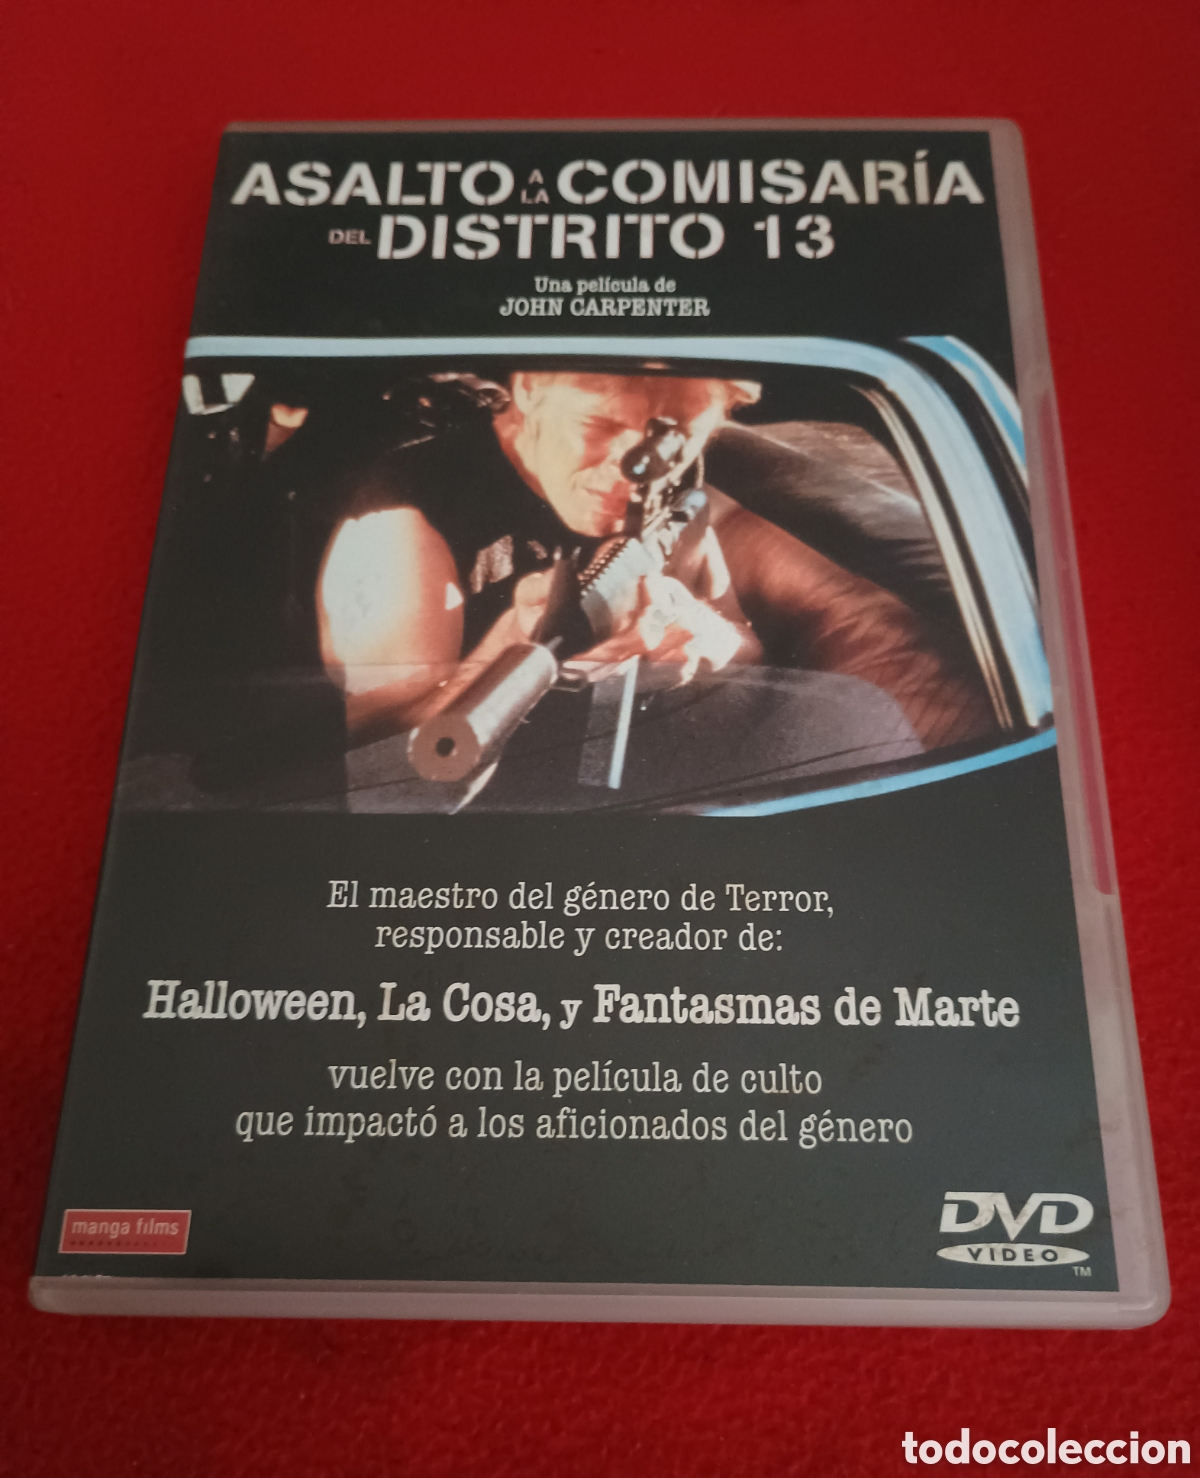 ASALTO A LA COMISARÍA
DEL DISTRITO 13
Una película de
JOHN CARPENTER
El maestro del género de Terror,
responsable y creador de:
Halloween, La Cosa, y Fantasmas de Marte
vuelve con la película de culto
que impactó a los aficionados del género
manga films
DVD
VIDEO
TM
todocoleccion